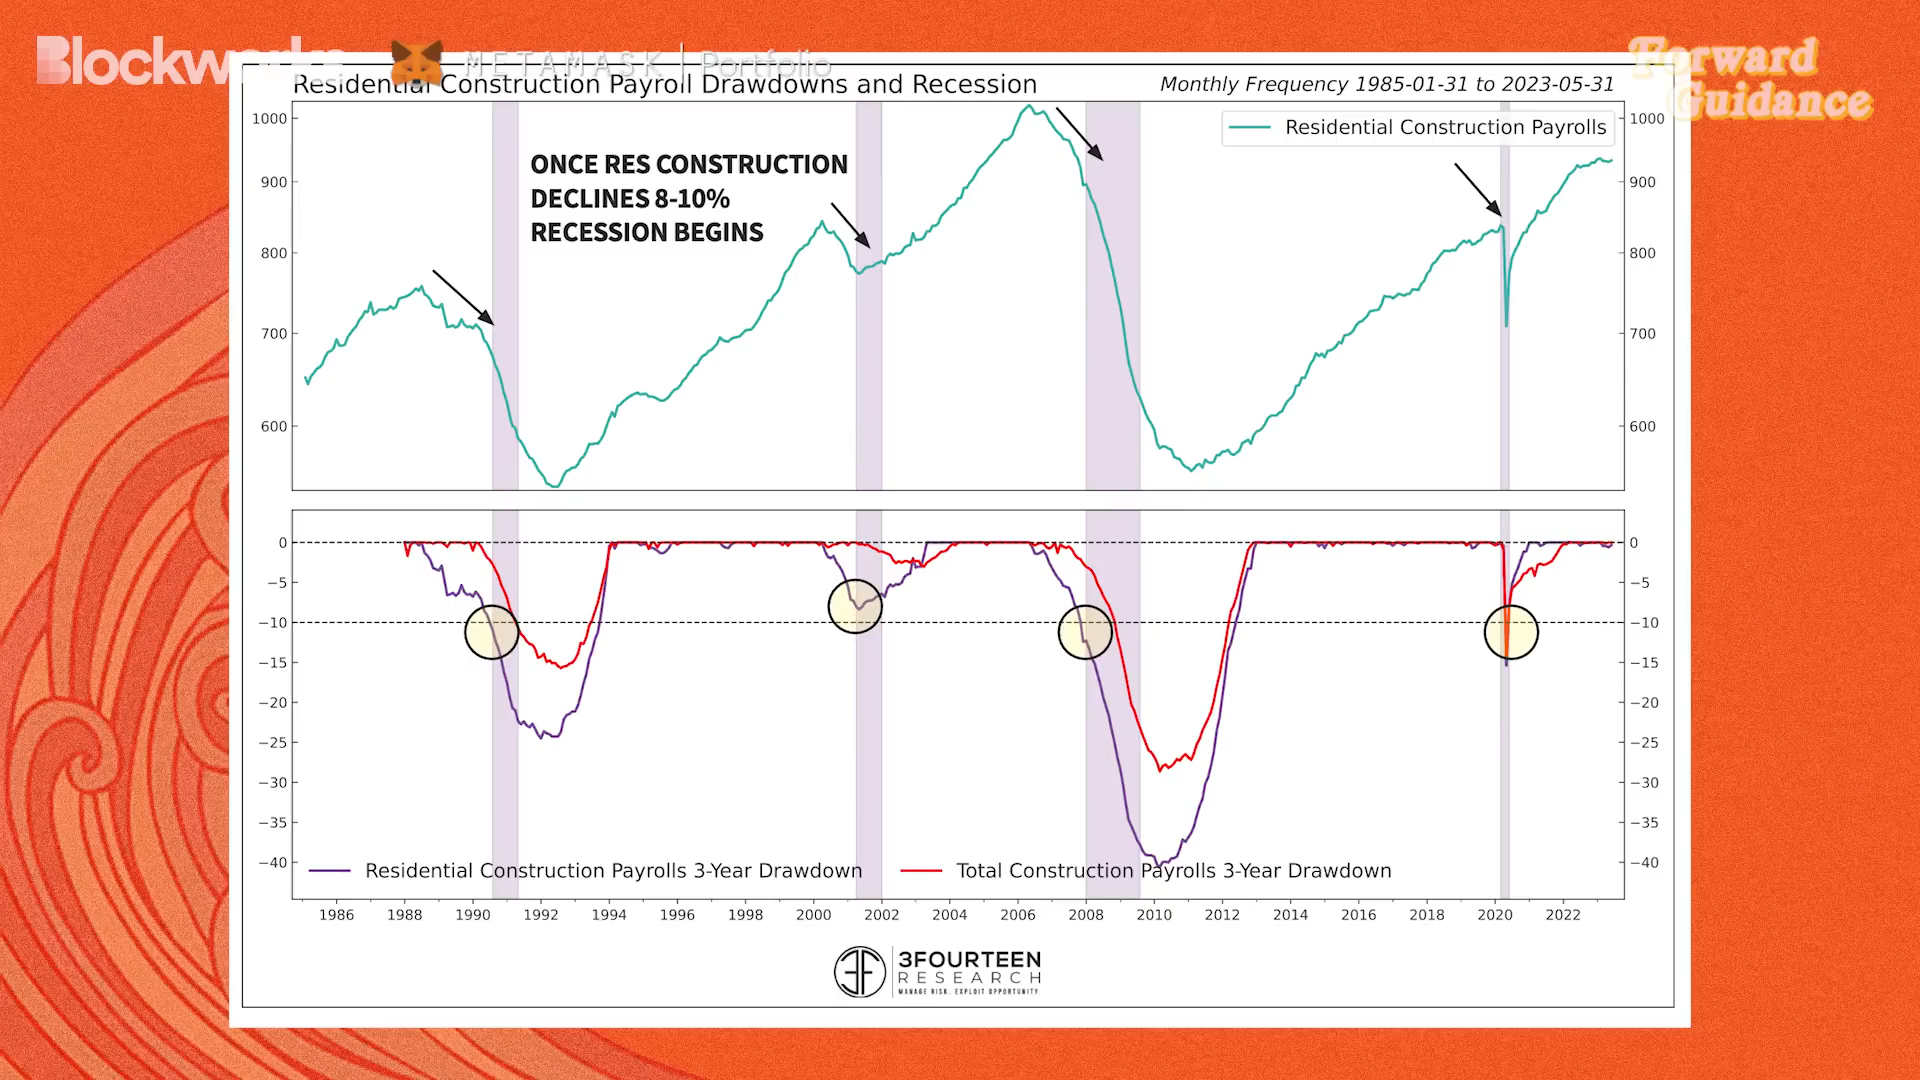 Blockworks
METAMASK | Portfolio
Forward
Guidance
Residential Construction Payroll Drawdowns and Recession
Monthly Frequency 1985-01-31 to 2023-05-31
Residential Construction Payrolls
ONCE RES CONSTRUCTION
DECLINES 8-10%
RECESSION BEGINS
1000 1000
900 900
800 800
700 700
600 600
0 0
−5 −5
−10 −10
−15 −15
−20 −20
−25 −25
−30 −30
−35 −35
−40 −40
Residential Construction Payrolls 3-Year Drawdown
Total Construction Payrolls 3-Year Drawdown
1986 1988 1990 1992 1994 1996 1998 2000 2002 2004 2006 2008 2010 2012 2014 2016 2018 2020 2022
3F
3FOURTEEN
RESEARCH
MANAGE RISK. EXPLOIT OPPORTUNITY.